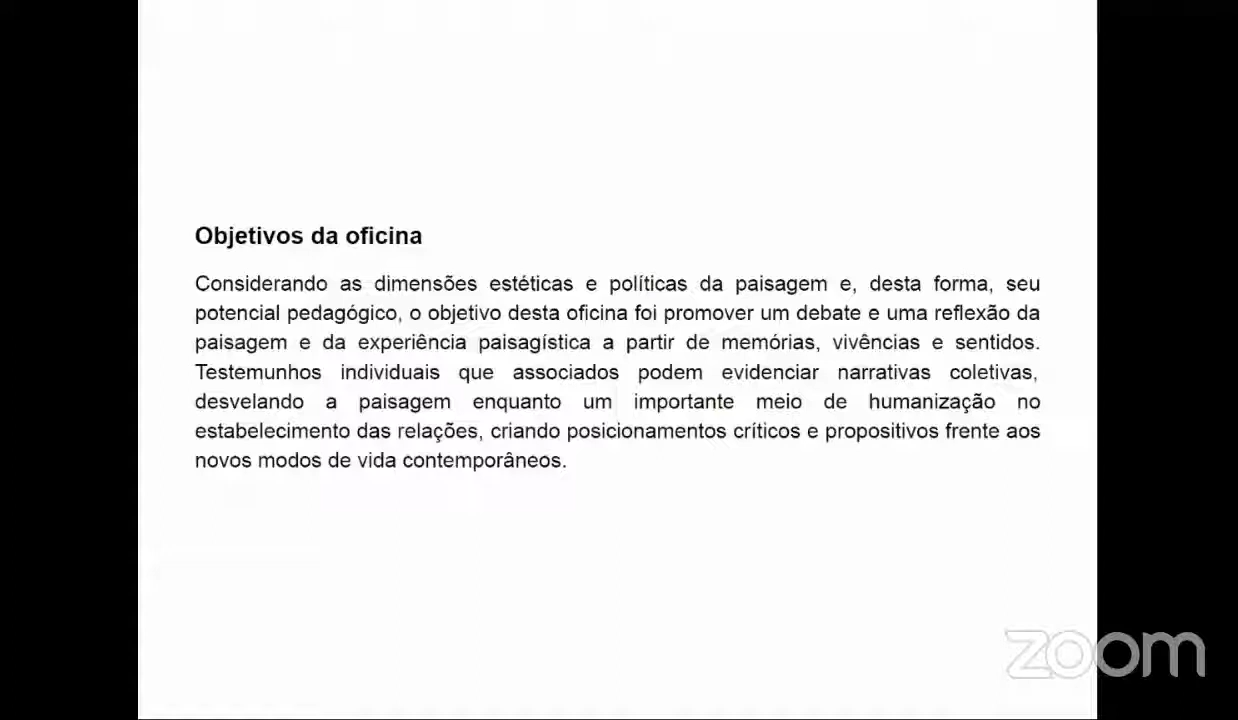 Objetivos da oficina
Considerando as dimensões estéticas e políticas da paisagem e, desta forma, seu
potencial pedagógico, o objetivo desta oficina foi promover um debate e uma reflexão da
paisagem e da experiência paisagística a partir de memórias, vivências e sentidos.
Testemunhos individuais que associados podem evidenciar narrativas coletivas,
desvelando a paisagem enquanto um importante meio de humanização no
estabelecimento das relações, criando posicionamentos críticos e propositivos frente aos
novos modos de vida contemporâneos.
zoom